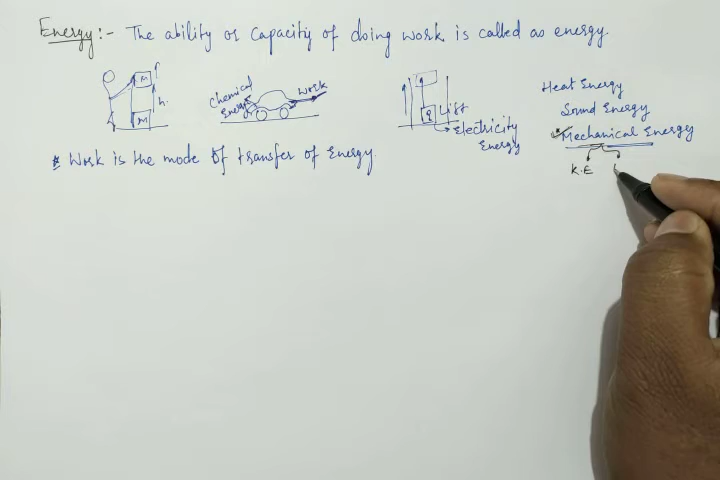 Energy:- The ability or capacity of doing work is called as energy.
M
h.
M
Chemical
Energy
work
Lift
Electricity
Energy
Heat Energy
Sound Energy
* Mechanical Energy
K.E
* Work is the mode of transfer of Energy.